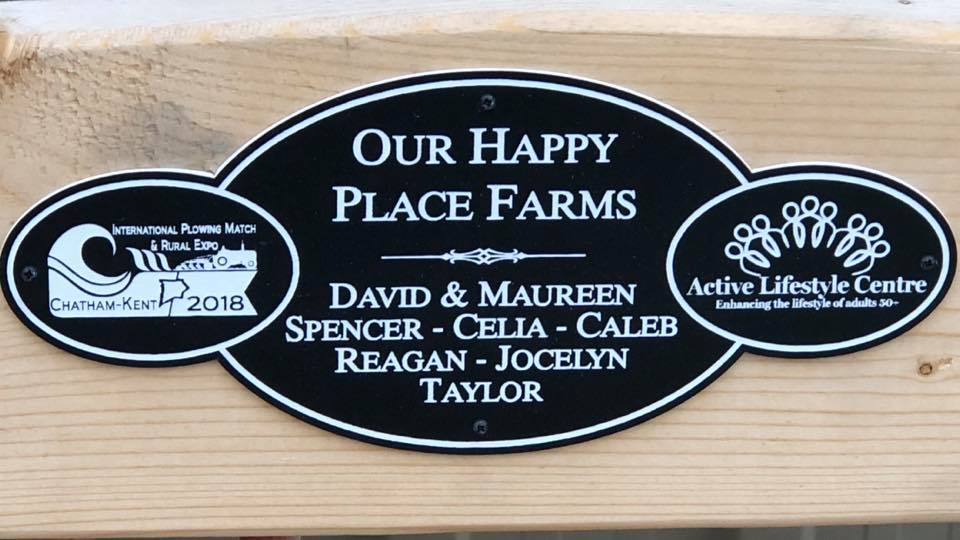 OUR HAPPY
PLACE FARMS
DAVID & MAUREEN
SPENCER - CELIA - CALEB
REAGAN - JOCELYN
TAYLOR
INTERNATIONAL PLOWING MATCH
& RURAL EXPO
CHATHAM-KENT 2018
Active Lifestyle Centre
Enhancing the lifestyle of adults 50+